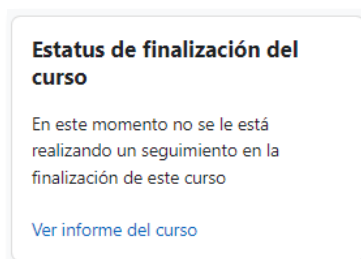 Estatus de finalización del
curso
En este momento no se le está
realizando un seguimiento en la
finalización de este curso
Ver informe del curso